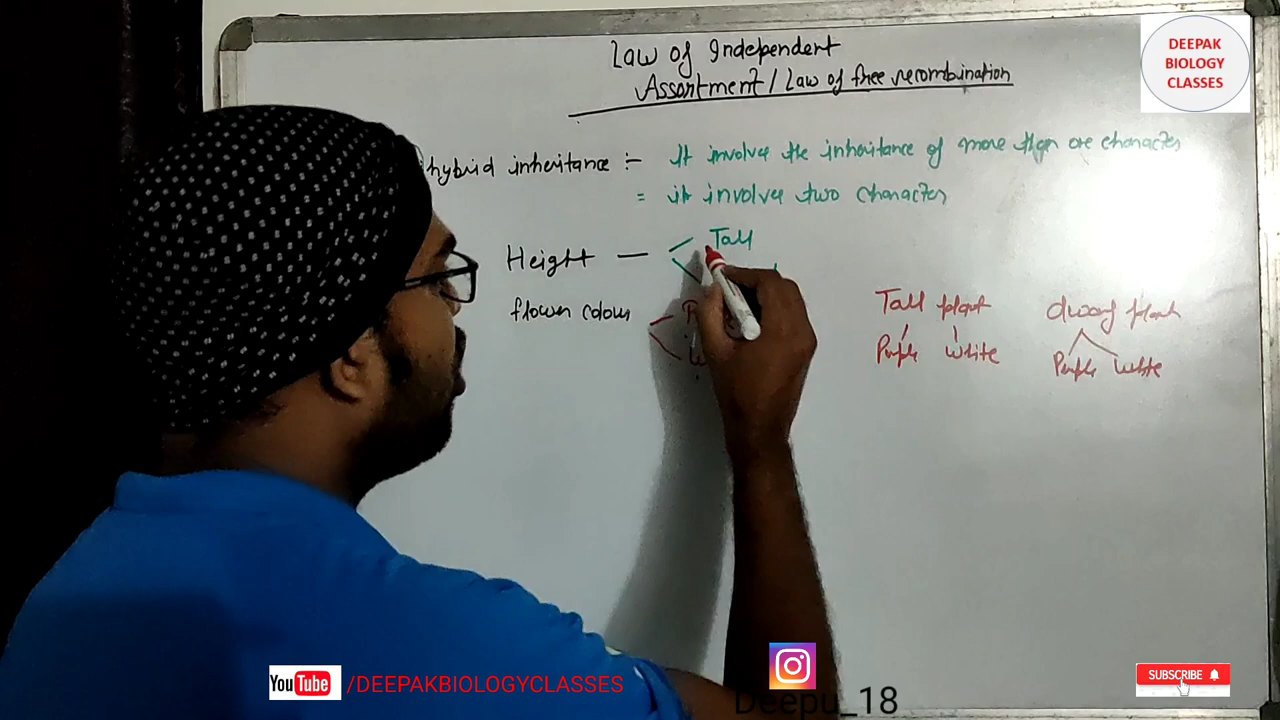 Law of Independent
Assortment / Law of free recombination
DEEPAK
BIOLOGY
CLASSES
hybrid inheritance :- It involve the inheritance of more than one character
= it involve two character
Height — Tall
flower colour
Tall plant dwarf plant
Purple white Purple white
YouTube /DEEPAKBIOLOGYCLASSES
Deepu_18
SUBSCRIBE